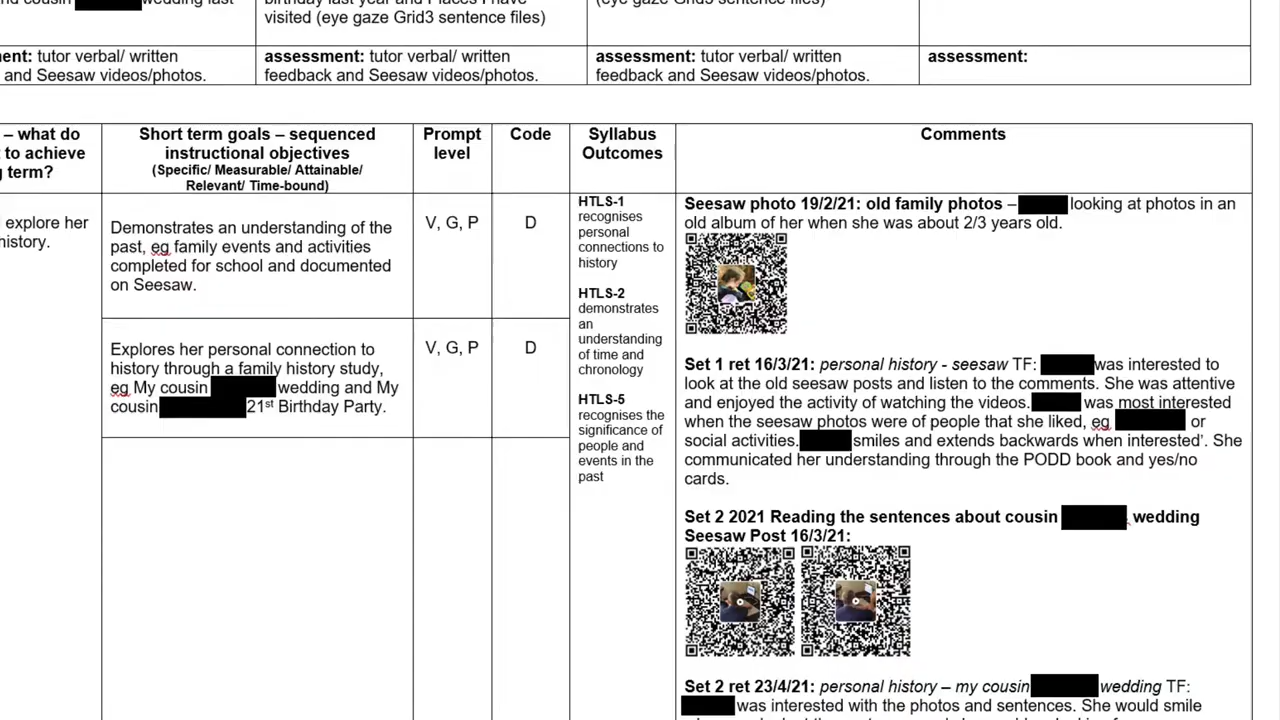 and cousin wedding last
birthday last year and Places I have
visited (eye gaze Grid3 sentence files)
(eye gaze Grid3 sentence files)
assessment: tutor verbal/ written
feedback and Seesaw videos/photos.
assessment: tutor verbal/ written
feedback and Seesaw videos/photos.
assessment:
tutor verbal/ written
and Seesaw videos/photos.
– what do
to achieve
term?
Short term goals – sequenced
instructional objectives
(Specific/ Measurable/ Attainable/
Relevant/ Time-bound)
Prompt
level
Code
Syllabus
Outcomes
Comments
explore her
history.
Demonstrates an understanding of the
past, eg family events and activities
completed for school and documented
on Seesaw.
V, G, P
D
Explores her personal connection to
history through a family history study,
eg My cousin wedding and My
cousin 21st Birthday Party.
V, G, P
D
HTLS-1
recognises
personal
connections to
history
HTLS-2
demonstrates
an
understanding
of time and
chronology
HTLS-5
recognises the
significance of
people and
events in the
past
Seesaw photo 19/2/21: old family photos – looking at photos in an
old album of her when she was about 2/3 years old.
Set 1 ret 16/3/21: personal history - seesaw TF: was interested to
look at the old seesaw posts and listen to the comments. She was attentive
and enjoyed the activity of watching the videos. was most interested
when the seesaw photos were of people that she liked, eg or
social activities. smiles and extends backwards when interested'. She
communicated her understanding through the PODD book and yes/no
cards.
Set 2 2021 Reading the sentences about cousin wedding
Seesaw Post 16/3/21:
Set 2 ret 23/4/21: personal history – my cousin wedding TF:
was interested with the photos and sentences. She would smile